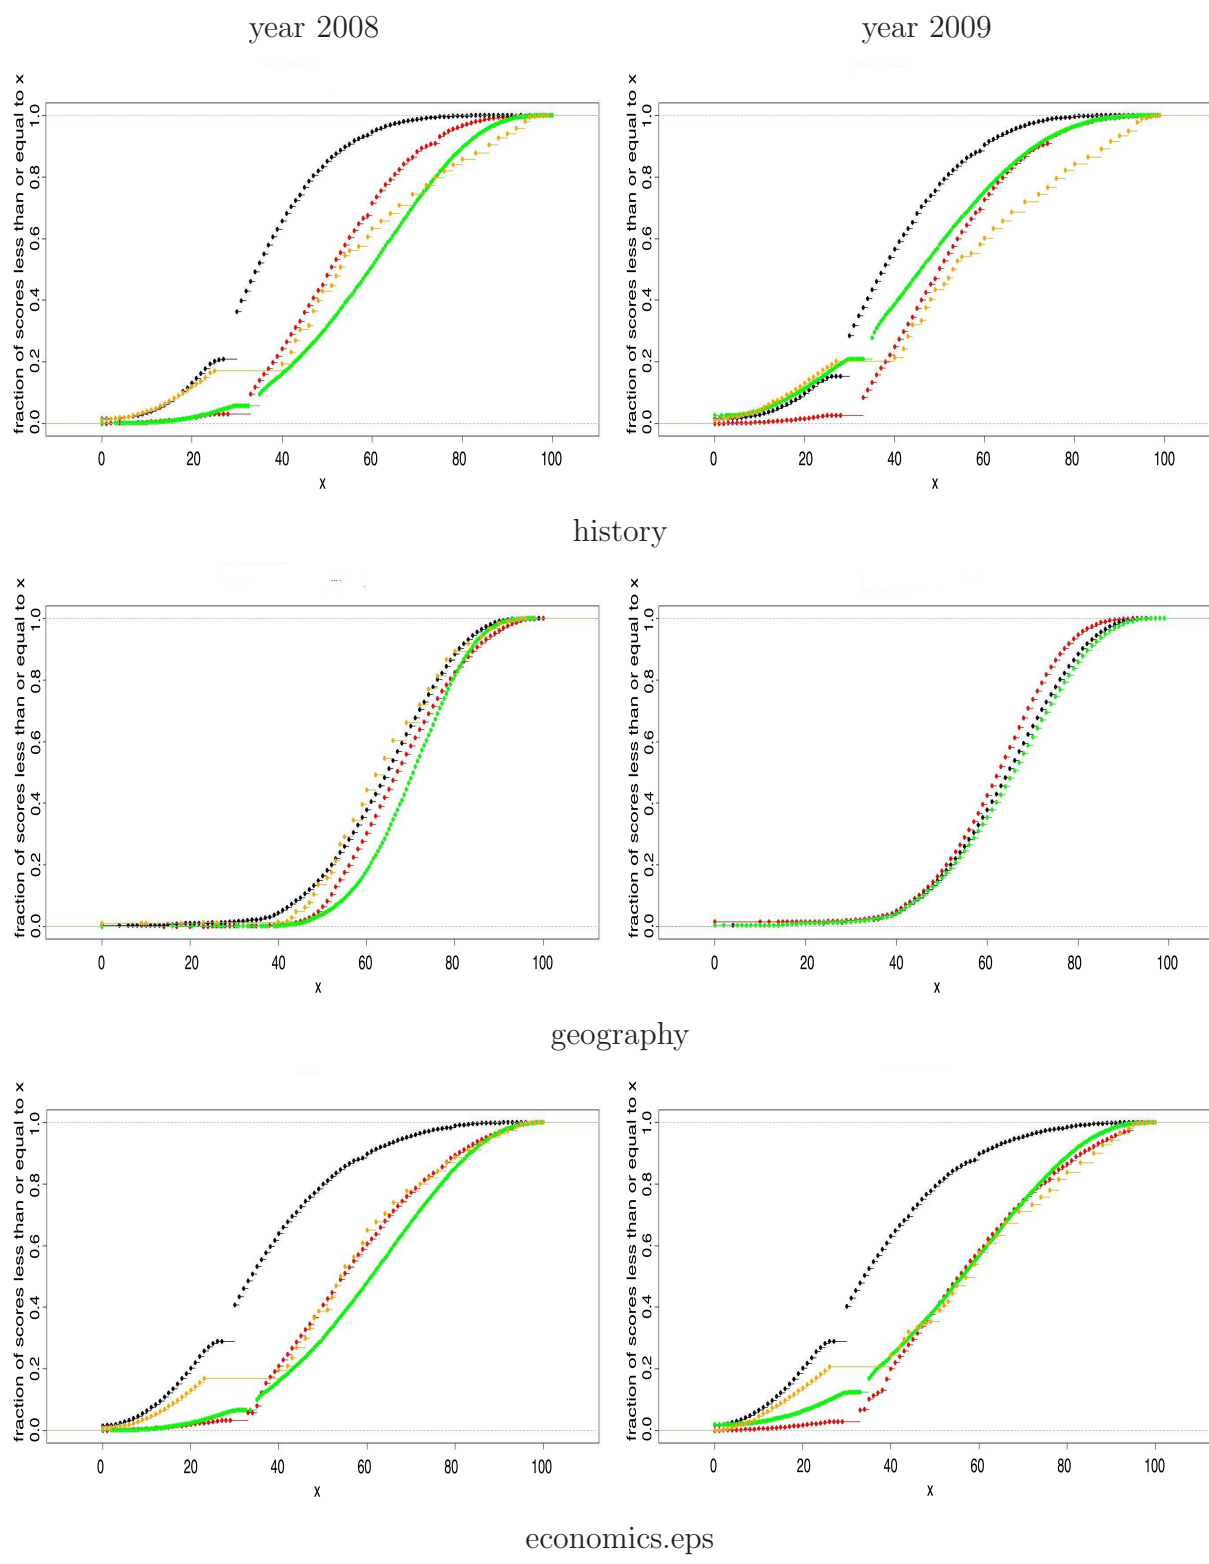 year 2008 year 2009
fraction of scores less than or equal to x
0.0 0.2 0.4 0.6 0.8 1.0
0 20 40 60 80 100
x
fraction of scores less than or equal to x
0.0 0.2 0.4 0.6 0.8 1.0
0 20 40 60 80 100
x
history
fraction of scores less than or equal to x
0.0 0.2 0.4 0.6 0.8 1.0
0 20 40 60 80 100
x
fraction of scores less than or equal to x
0.0 0.2 0.4 0.6 0.8 1.0
0 20 40 60 80 100
x
geography
fraction of scores less than or equal to x
0.0 0.2 0.4 0.6 0.8 1.0
0 20 40 60 80 100
x
fraction of scores less than or equal to x
0.0 0.2 0.4 0.6 0.8 1.0
0 20 40 60 80 100
x
economics.eps